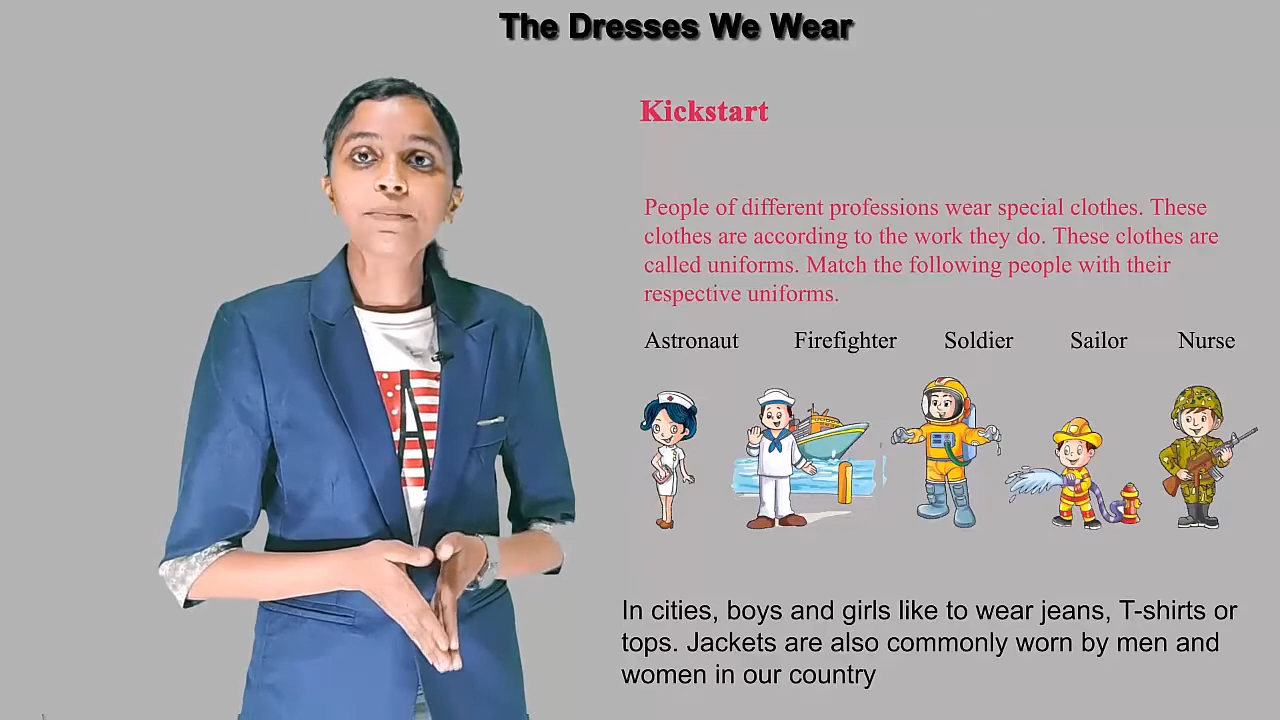 The Dresses We Wear
Kickstart
People of different professions wear special clothes. These
clothes are according to the work they do. These clothes are
called uniforms. Match the following people with their
respective uniforms.
Astronaut Firefighter Soldier Sailor Nurse
A
In cities, boys and girls like to wear jeans, T-shirts or
tops. Jackets are also commonly worn by men and
women in our country